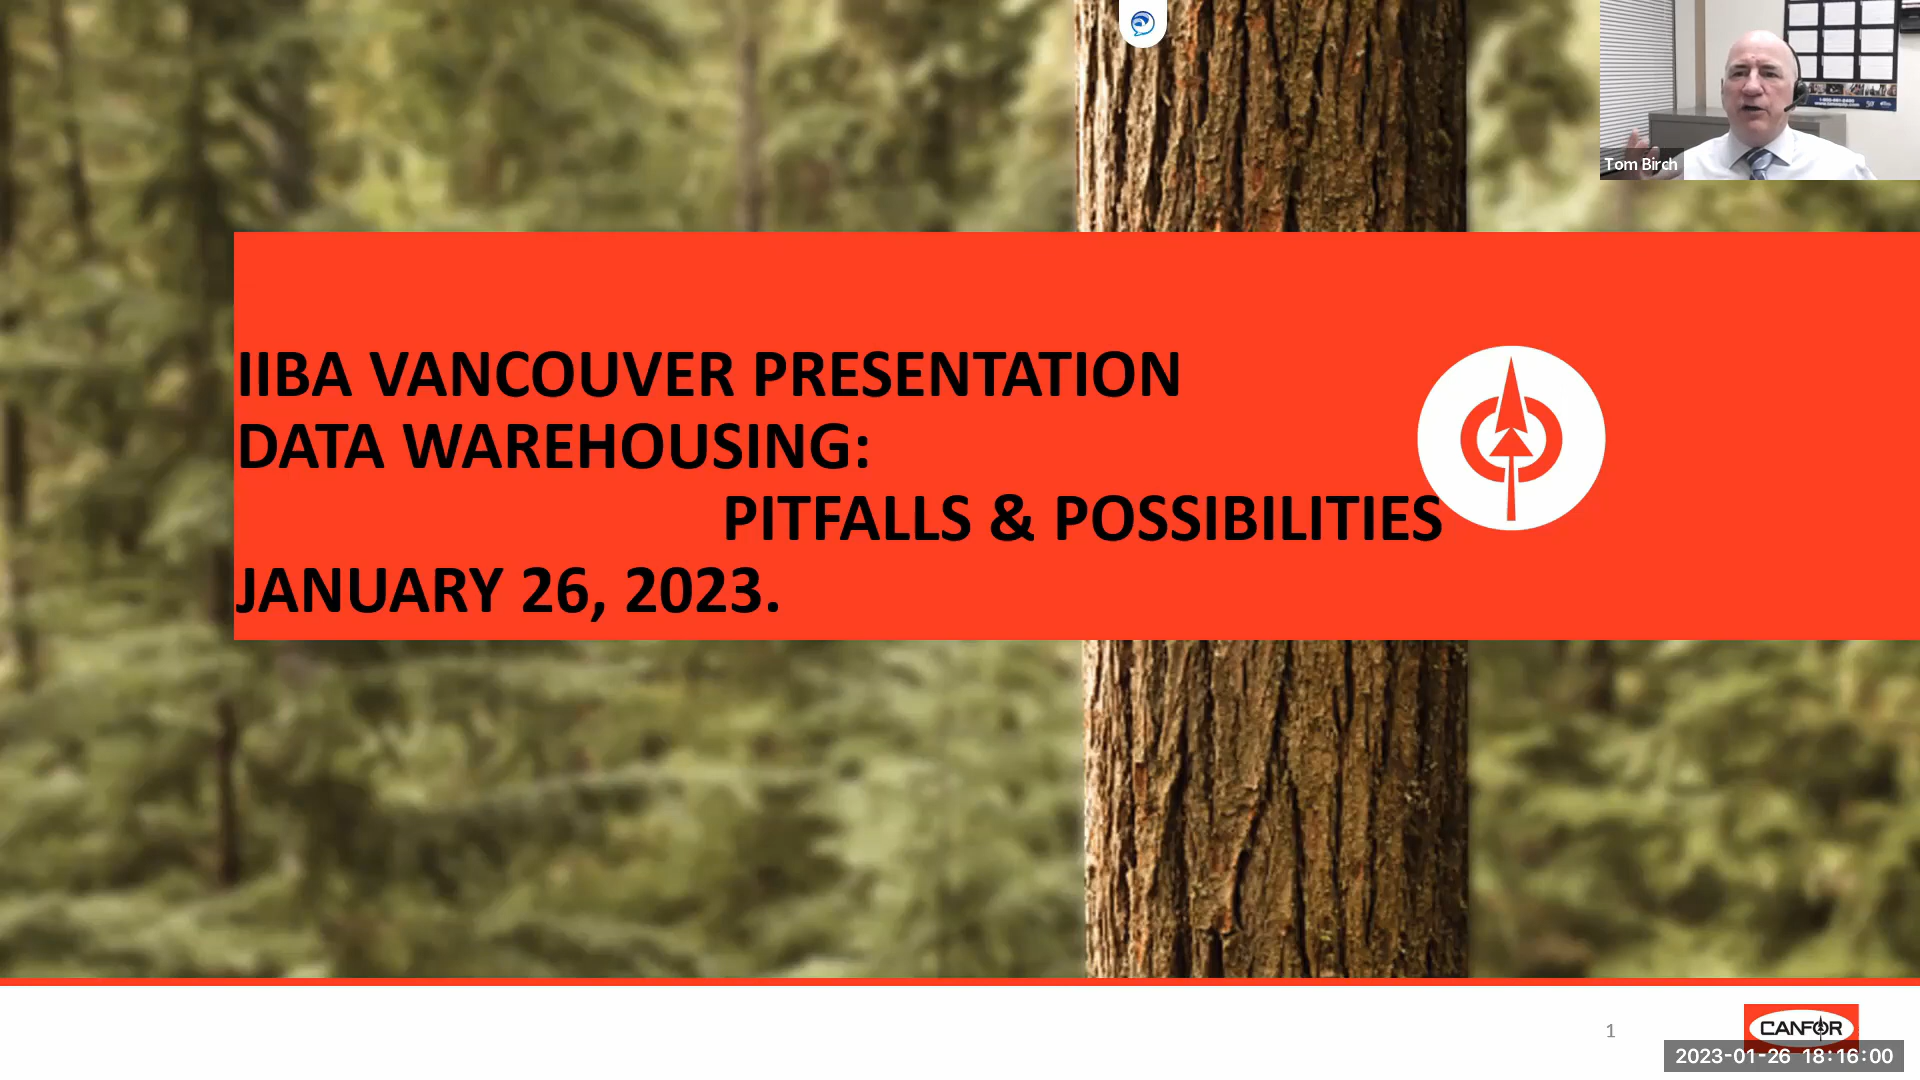 Tom Birch
IIBA VANCOUVER PRESENTATION
DATA WAREHOUSING:
PITFALLS & POSSIBILITIES
JANUARY 26, 2023.
1
CANFOR
2023-01-26 18:16:00